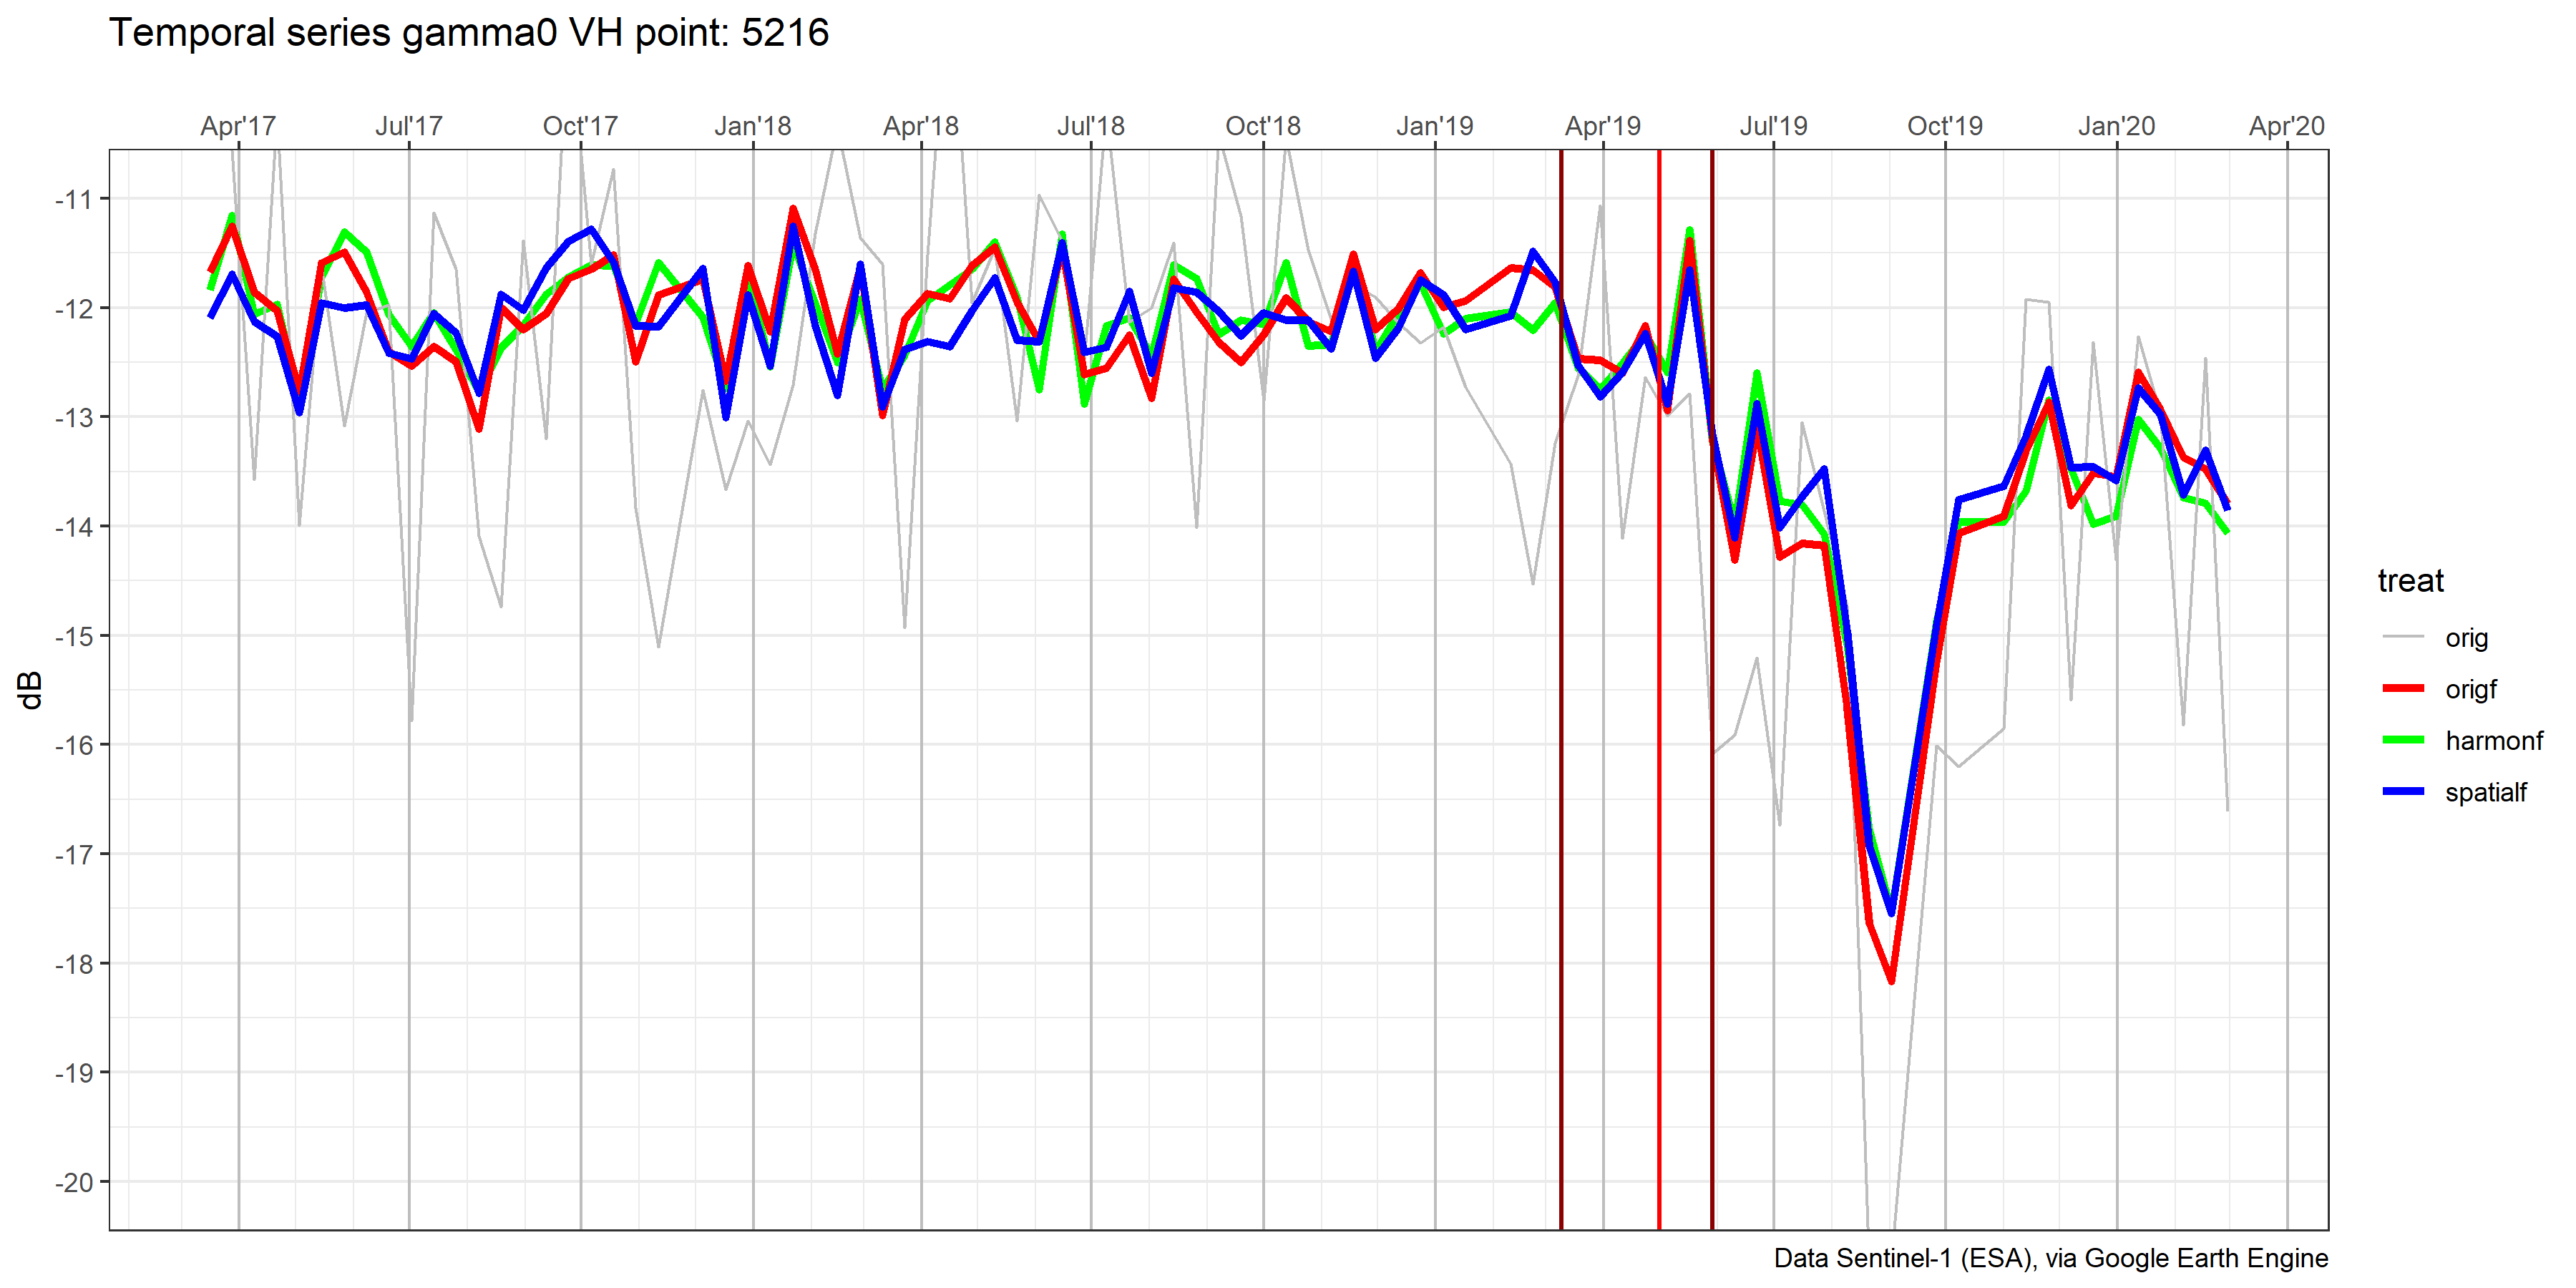 Temporal series gamma0 VH point: 5216
Apr'17 Jul'17 Oct'17 Jan'18 Apr'18 Jul'18 Oct'18 Jan'19 Apr'19 Jul'19 Oct'19 Jan'20 Apr'20
-11
-12
-13
-14
-15
-16
-17
-18
-19
-20
dB
treat
orig
origf
harmonf
spatialf
Data Sentinel-1 (ESA), via Google Earth Engine